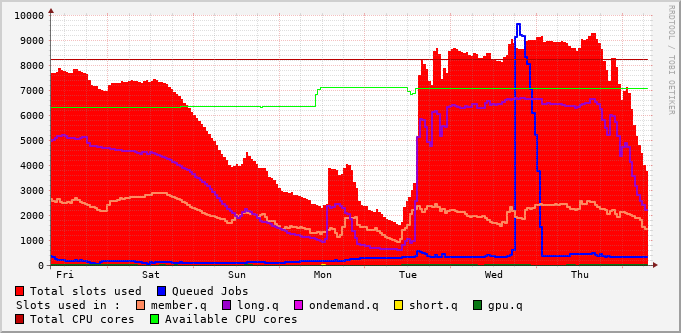 10000
9000
8000
7000
6000
5000
4000
3000
2000
1000
0
Fri Sat Sun Mon Tue Wed Thu
RRDTOOL / TOBI OETIKER
Total slots used Queued Jobs
Slots used in : member.q long.q ondemand.q short.q gpu.q
Total CPU cores Available CPU cores